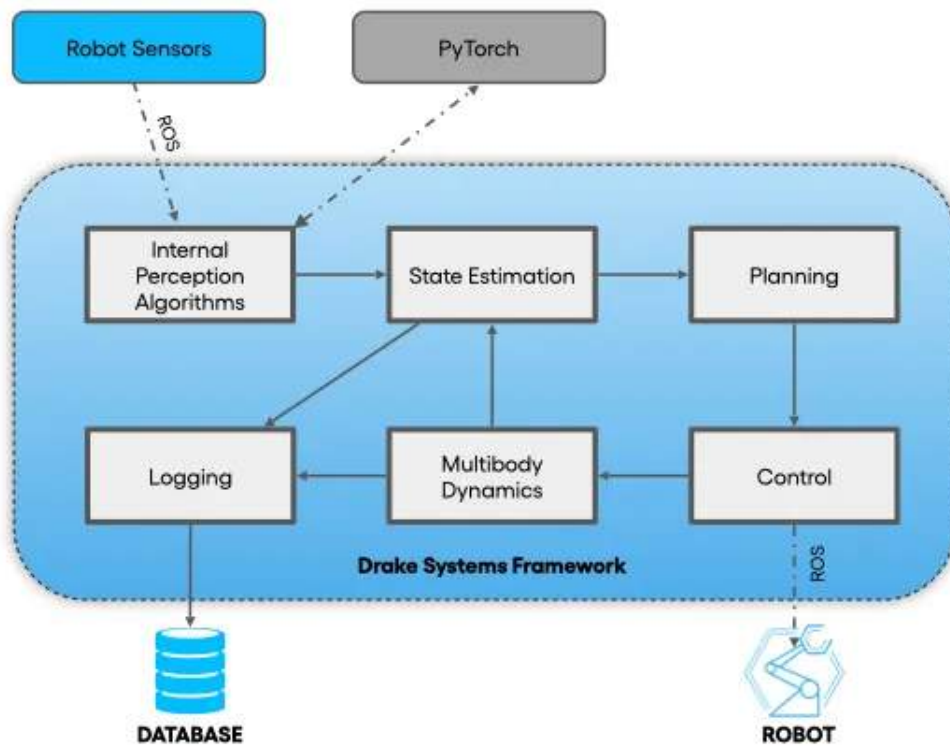 Robot Sensors
PyTorch
ROS
Internal
Perception
Algorithms
State Estimation
Planning
Logging
Multibody
Dynamics
Control
Drake Systems Framework
ROS
DATABASE
ROBOT